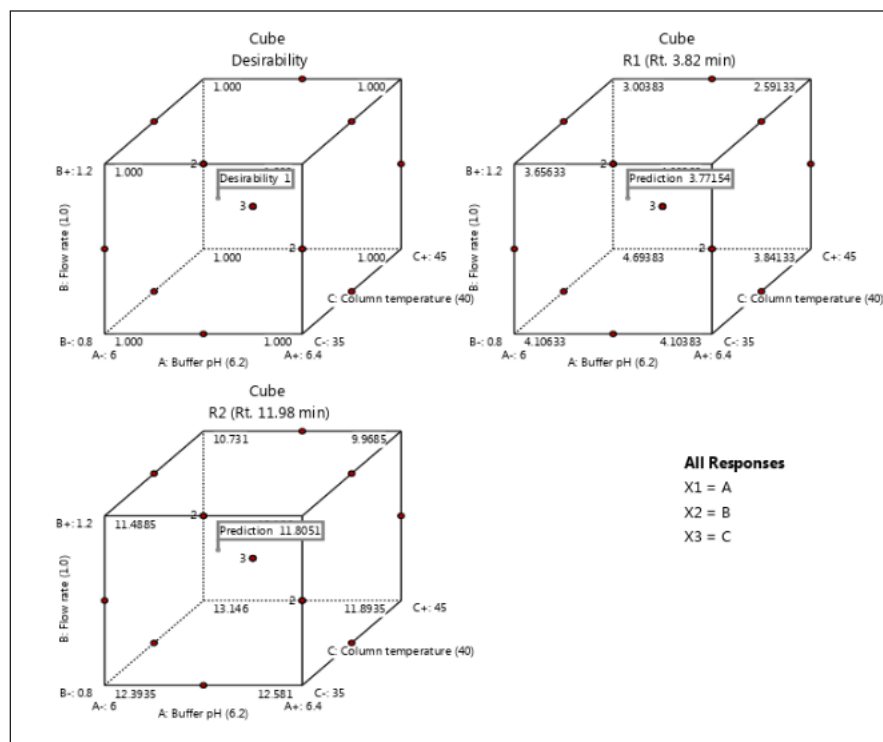 Cube
Desirability
1.000
1.000
B+: 1.2
1.000
2
Desirability 1
3
B: Flow rate (1.0)
2
1.000
1.000
C+: 45
C: Column temperature (40)
B-: 0.8
1.000
1.000
C-: 35
A-: 6
A+: 6.4
A: Buffer pH (6.2)
Cube
R1 (Rt. 3.82 min)
3.00383
2.59133
B+: 1.2
3.65633
2
Prediction 3.77154
3
B: Flow rate (1.0)
2
4.69383
3.84133
C+: 45
C: Column temperature (40)
B-: 0.8
4.10633
4.10383
C-: 35
A-: 6
A+: 6.4
A: Buffer pH (6.2)
Cube
R2 (Rt. 11.98 min)
10.731
9.9685
B+: 1.2
11.4885
2
Prediction 11.8051
3
B: Flow rate (1.0)
2
13.146
11.8935
C+: 45
C: Column temperature (40)
B-: 0.8
12.3935
12.581
C-: 35
A-: 6
A+: 6.4
A: Buffer pH (6.2)
All Responses
X1 = A
X2 = B
X3 = C